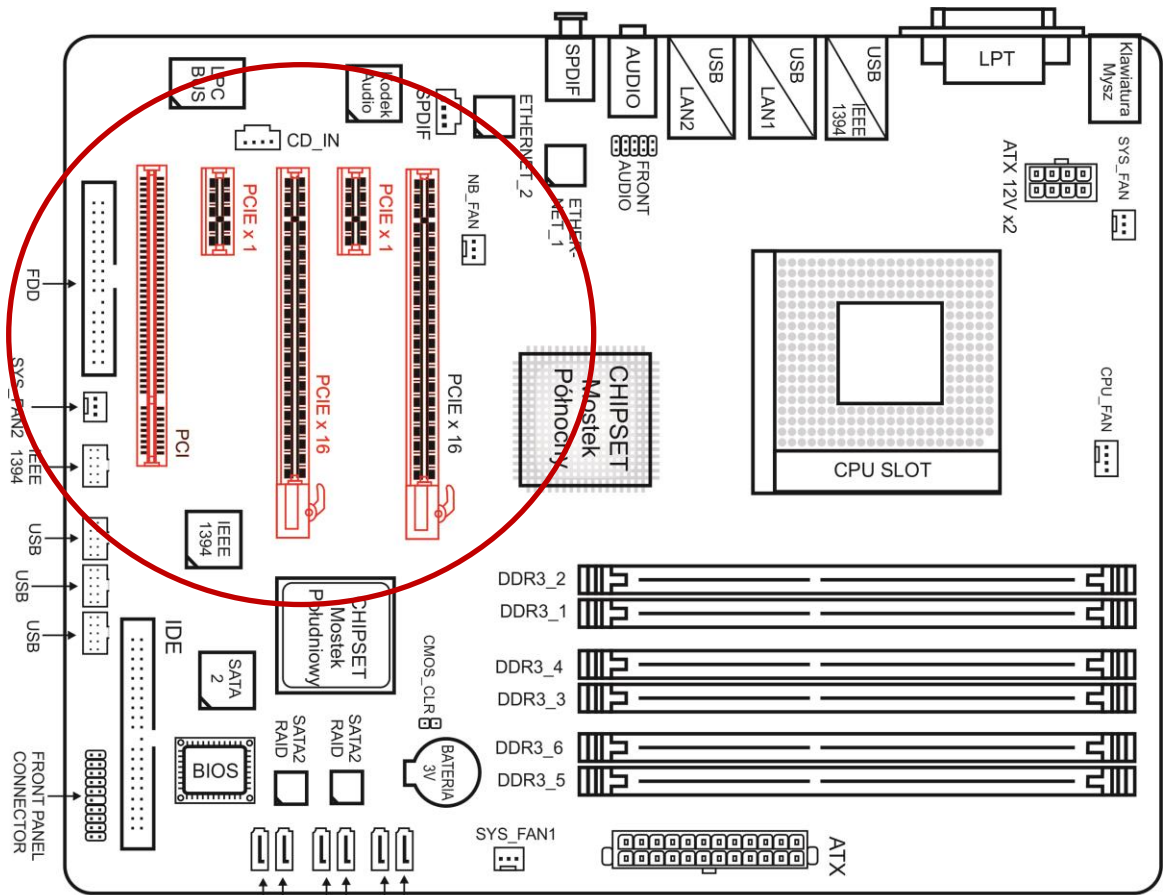 SPDIF
AUDIO
USB
LAN2
USB
LAN1
USB
IEEE
1394
LPT
Klawiatura
Mysz
LPC
BUS
Kodek
Audio
SPDIF
ETHERNET_2
CD_IN
FRONT
AUDIO
ATX 12V x2
SYS_FAN
PCIE x 1
PCIE x 1
NB_FAN
ETHER-
NET_1
FDD
PCI
PCIE x 16
PCIE x 16
CHIPSET
Mostek
Północny
CPU SLOT
CPU_FAN
SYS_FAN2
IEEE
1394
USB
USB
USB
IEEE
1394
IDE
CHIPSET
Mostek
Południowy
SATA
2
DDR3_2
DDR3_1
DDR3_4
DDR3_3
DDR3_6
DDR3_5
CMOS_CLR
SATA2
RAID
SATA2
RAID
BIOS
BATERIA
3V
FRONT PANEL
CONNECTOR
SYS_FAN1
ATX